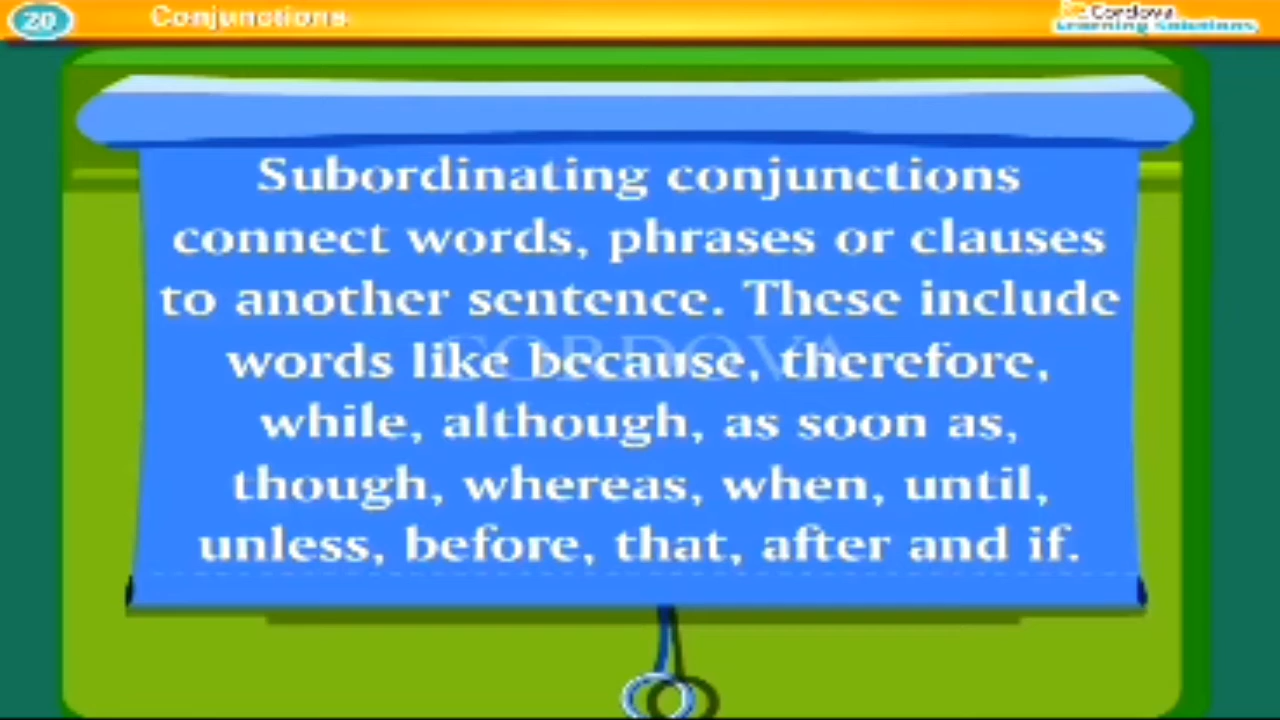 20
Conjunctions
Cordova
Learning Solutions
Subordinating conjunctions
connect words, phrases or clauses
to another sentence. These include
words like because, therefore,
CORDOVA
while, although, as soon as,
though, whereas, when, until,
unless, before, that, after and if.